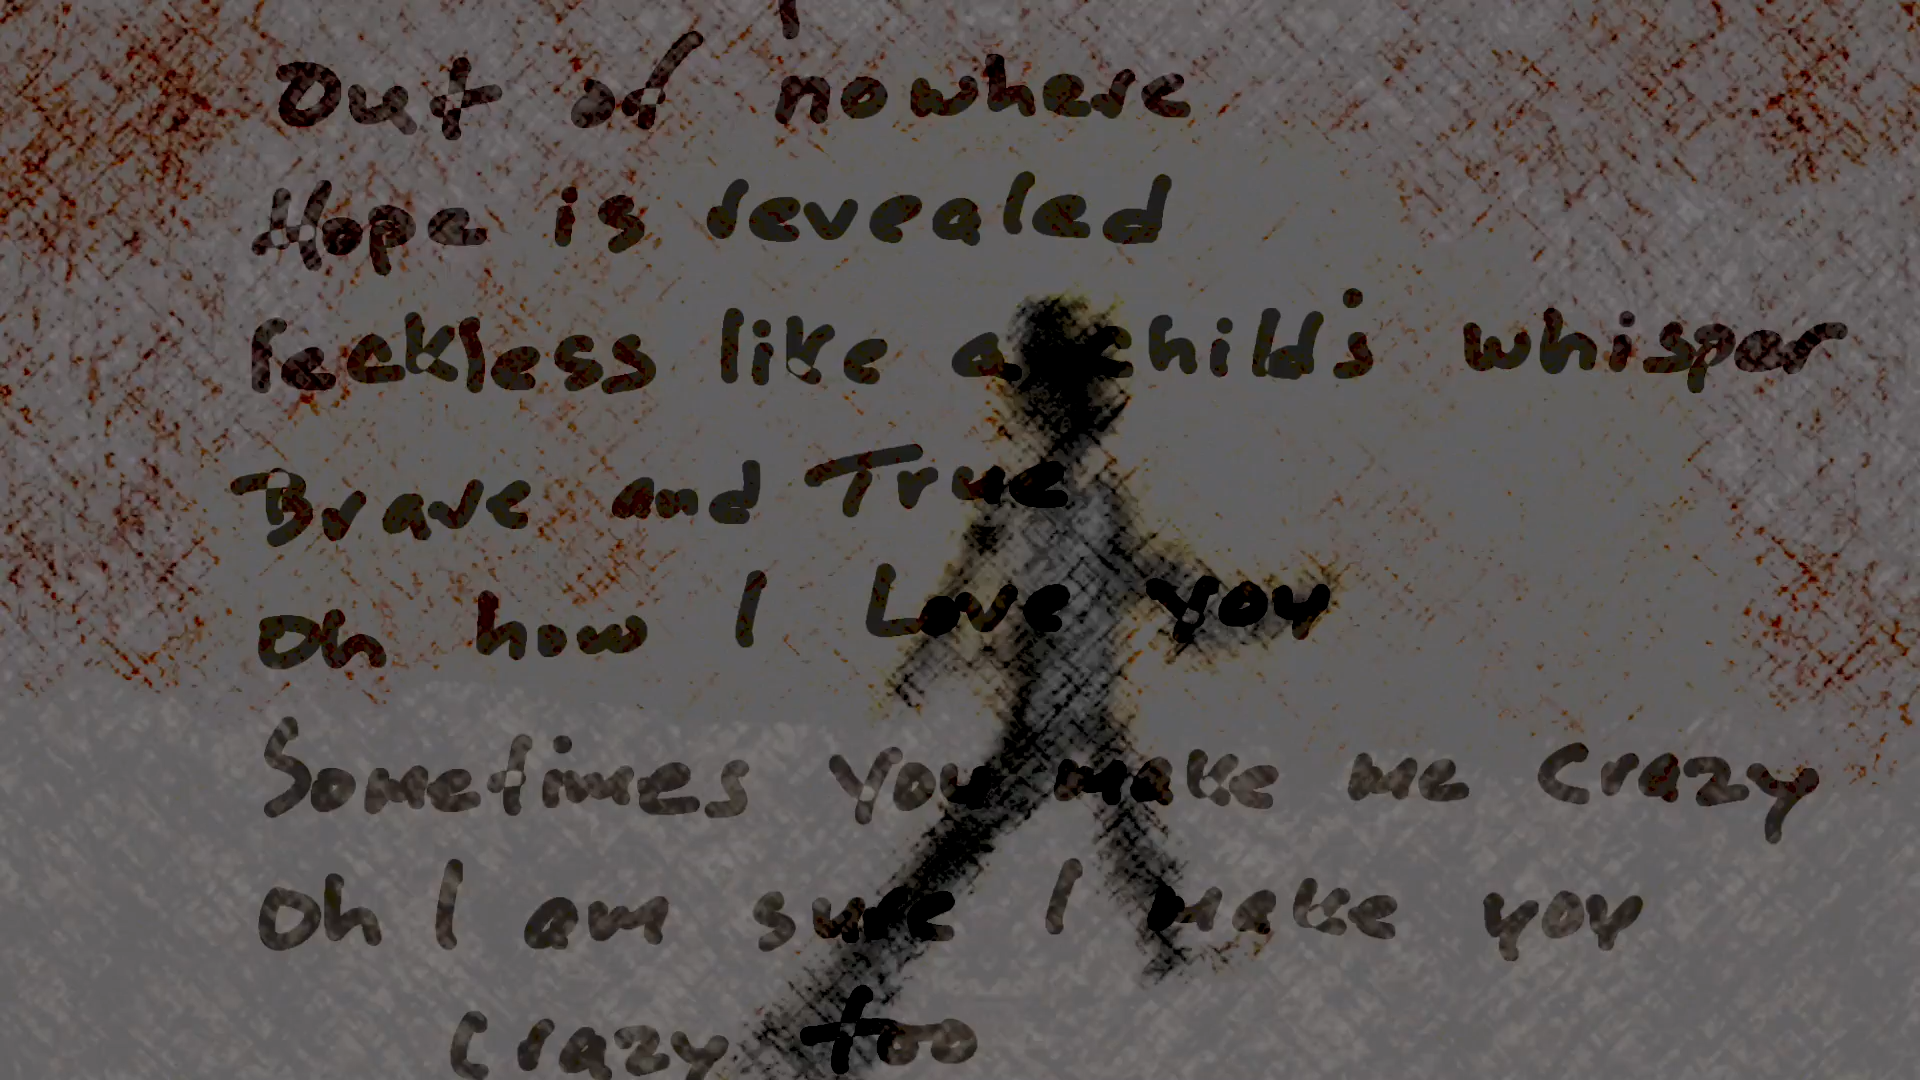 Out of nowhere
Hope is revealed
reckless like a child's whisper
Brave and True
Oh how I Love you
Sometimes you make me Crazy
Oh I am sure I make you
crazy too